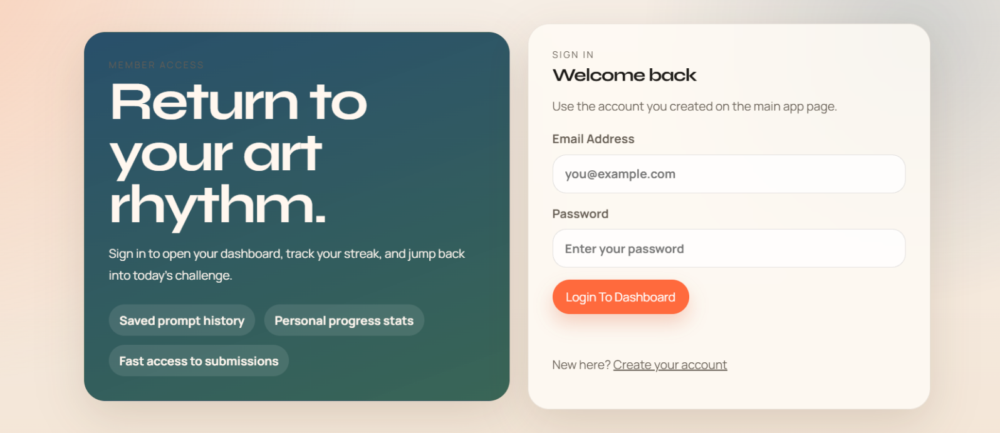 MEMBER ACCESS
Return to
your art
rhythm.
Sign in to open your dashboard, track your streak, and jump back
into today's challenge.
Saved prompt history
Personal progress stats
Fast access to submissions
SIGN IN
Welcome back
Use the account you created on the main app page.
Email Address
you@example.com
Password
Enter your password
Login To Dashboard
New here? Create your account